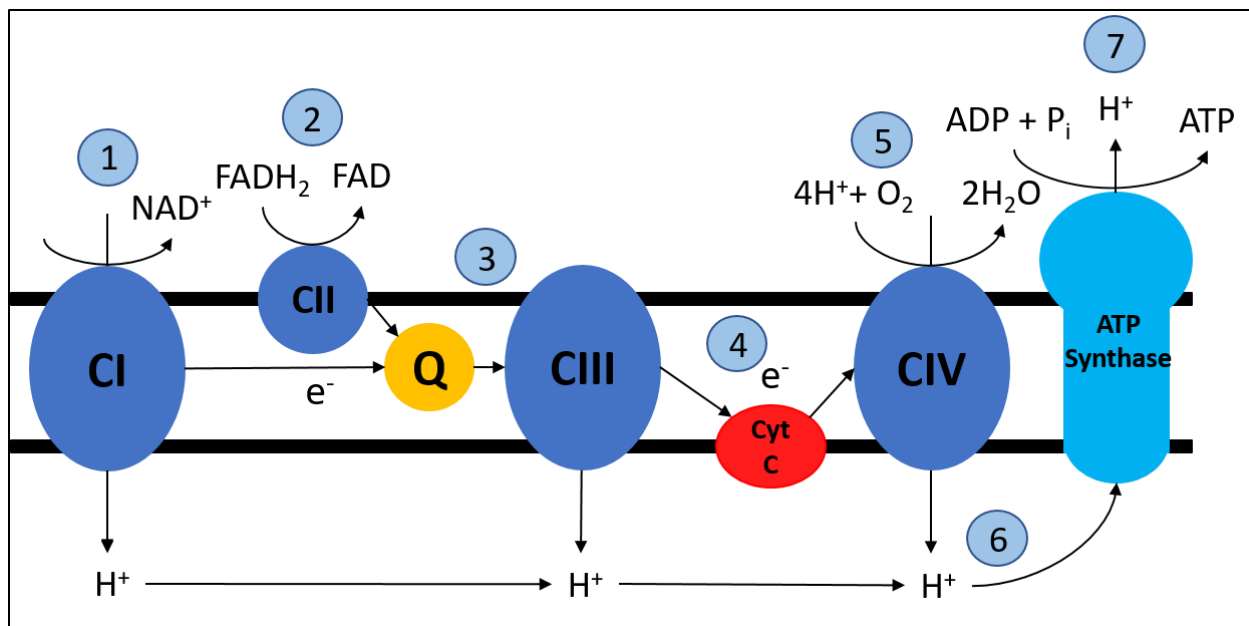 7
2
H⁺
ADP + Pᵢ
ATP
1
5
FADH₂
FAD
NAD⁺
4H⁺+ O₂
2H₂O
3
CII
ATP
Synthase
4
CI
Q
CIII
e⁻
CIV
e⁻
Cyt
C
6
H⁺
H⁺
H⁺